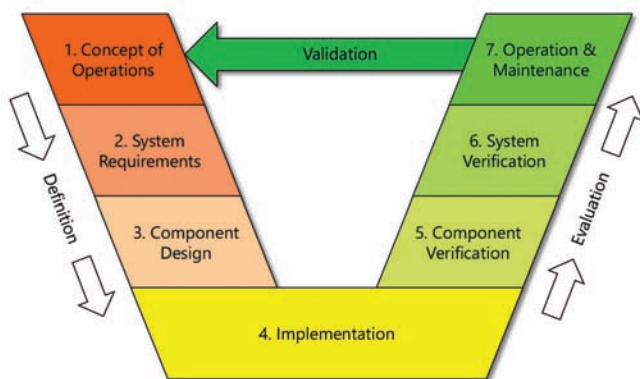 1. Concept of
Operations
Validation
7. Operation &
Maintenance
2. System
Requirements
6. System
Verification
Definition
3. Component
Design
5. Component
Verification
Evaluation
4. Implementation